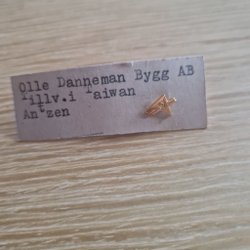 Olle Danneman Bygg AB
Tillv.i Taiwan
An*zen